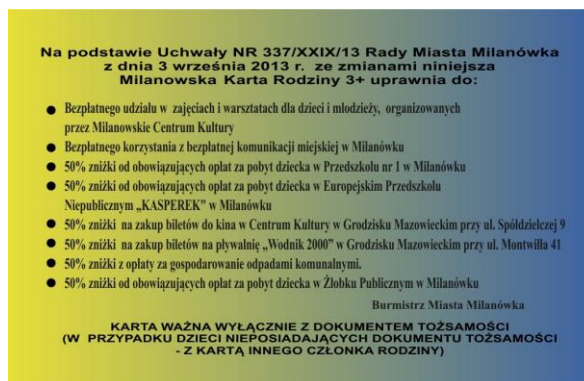 Na podstawie Uchwały NR 337/XXIX/13 Rady Miasta Milanówka
z dnia 3 września 2013 r. ze zmianami niniejsza
Milanowska Karta Rodziny 3+ uprawnia do:
● Bezpłatnego udziału w zajęciach i warsztatach dla dzieci i młodzieży, organizowanych
przez Milanowskie Centrum Kultury
● Bezpłatnego korzystania z bezpłatnej komunikacji miejskiej w Milanówku
● 50% zniżki od obowiązujących opłat za pobyt dziecka w Przedszkolu nr 1 w Milanówku
● 50% zniżki od obowiązujących opłat za pobyt dziecka w Europejskim Przedszkolu
Niepublicznym „KASPEREK" w Milanówku
● 50% zniżki na zakup biletów do kina w Centrum Kultury w Grodzisku Mazowieckim przy ul. Spółdzielczej 9
● 50% zniżki na zakup biletów na pływalnię „Wodnik 2000" w Grodzisku Mazowieckim przy ul. Montwiłła 41
● 50% zniżki z opłaty za gospodarowanie odpadami komunalnymi.
● 50% zniżki od obowiązujących opłat za pobyt dziecka w Żłobku Publicznym w Milanówku
Burmistrz Miasta Milanówka
KARTA WAŻNA WYŁĄCZNIE Z DOKUMENTEM TOŻSAMOŚCI
(W PRZYPADKU DZIECI NIEPOSIADAJĄCYCH DOKUMENTU TOŻSAMOŚCI
- Z KARTĄ INNEGO CZŁONKA RODZINY)